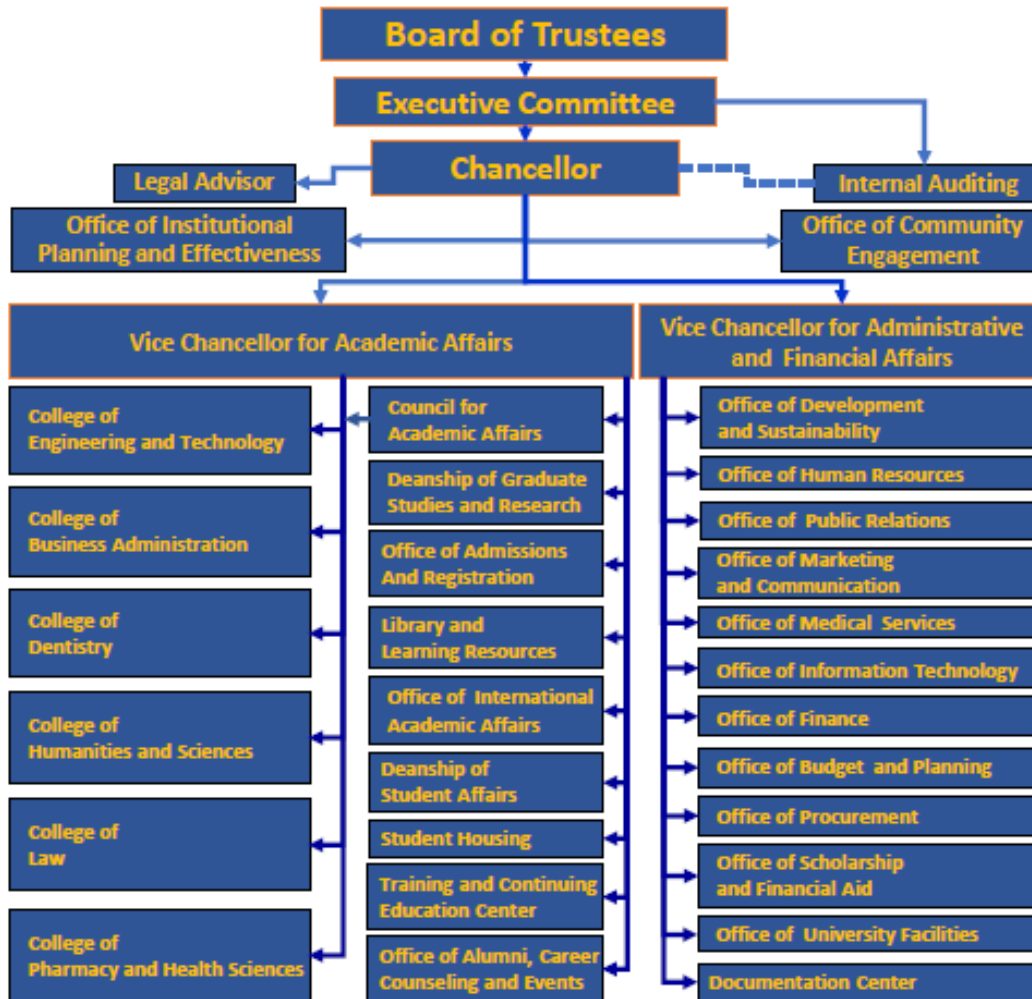 Board of Trustees
Executive Committee
Chancellor
Legal Advisor
Internal Auditing
Office of Institutional
Planning and Effectiveness
Office of Community
Engagement
Vice Chancellor for Academic Affairs
Vice Chancellor for Administrative
and Financial Affairs
College of
Engineering and Technology
College of
Business Administration
College of
Dentistry
College of
Humanities and Sciences
College of
Law
College of
Pharmacy and Health Sciences
Council for
Academic Affairs
Deanship of Graduate
Studies and Research
Office of Admissions
And Registration
Library and
Learning Resources
Office of International
Academic Affairs
Deanship of
Student Affairs
Student Housing
Training and Continuing
Education Center
Office of Alumni, Career
Counseling and Events
Office of Development
and Sustainability
Office of Human Resources
Office of Public Relations
Office of Marketing
and Communication
Office of Medical Services
Office of Information Technology
Office of Finance
Office of Budget and Planning
Office of Procurement
Office of Scholarship
and Financial Aid
Office of University Facilities
Documentation Center